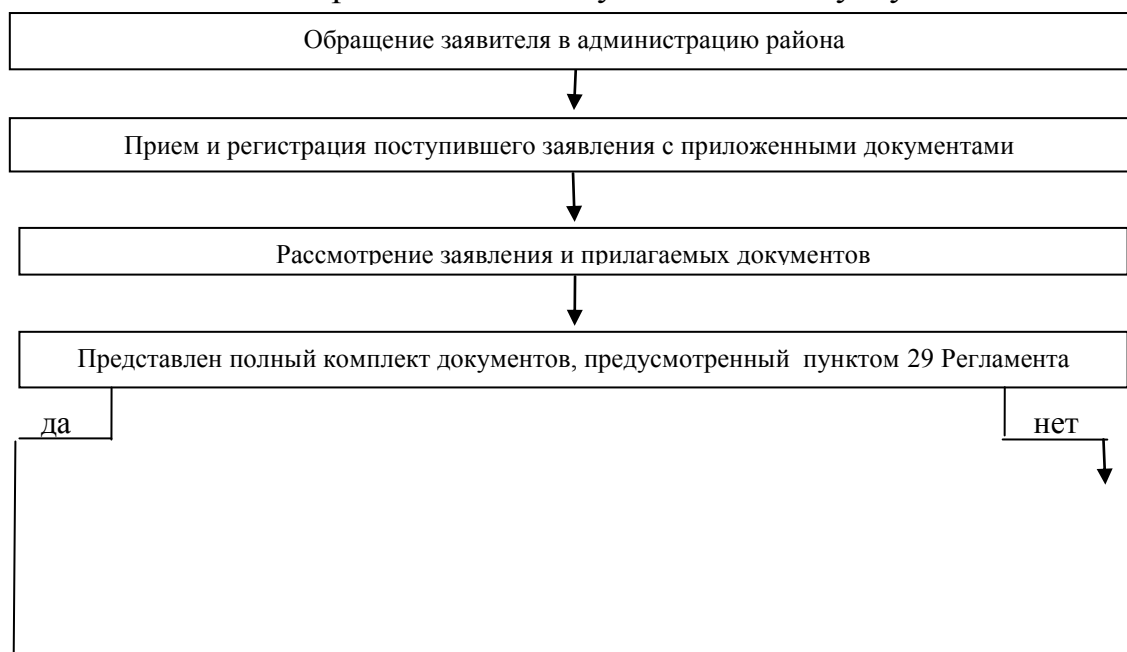 Обращение заявителя в администрацию района
Прием и регистрация поступившего заявления с приложенными документами
Рассмотрение заявления и прилагаемых документов
Представлен полный комплект документов, предусмотренный пунктом 29 Регламента
да
нет